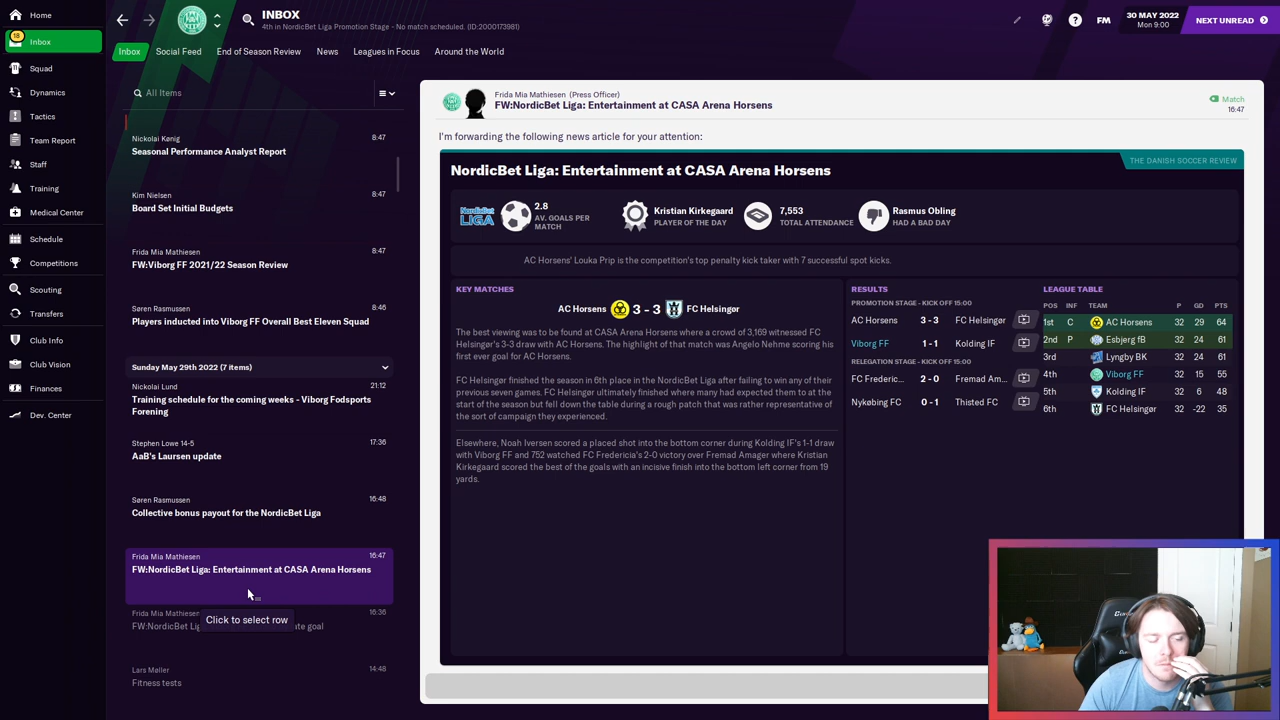 Home
18
Inbox
Squad
Dynamics
Tactics
Team Report
Staff
Training
Medical Center
Schedule
Competitions
Scouting
Transfers
Club Info
Club Vision
Finances
Dev. Center
INBOX
4th in NordicBet Liga Promotion Stage - No match scheduled. (ID:2000173981)
FM
30 MAY 2022
Mon 9:00
NEXT UNREAD
Inbox
Social Feed
End of Season Review
News
Leagues in Focus
Around the World
All Items
Nickolai Kønig 8:47
Seasonal Performance Analyst Report
Kim Nielsen 8:47
Board Set Initial Budgets
Frida Mia Mathiesen 8:47
FW:Viborg FF 2021/22 Season Review
Søren Rasmussen 8:46
Players inducted into Viborg FF Overall Best Eleven Squad
Sunday May 29th 2022 (7 items)
Nickolai Lund 21:12
Training schedule for the coming weeks - Viborg Fodsports
Forening
Stephen Lowe 14-5 17:36
AaB's Laursen update
Søren Rasmussen 16:48
Collective bonus payout for the NordicBet Liga
Frida Mia Mathiesen 16:47
FW:NordicBet Liga: Entertainment at CASA Arena Horsens
Frida Mia Mathiesen 16:36
FW:NordicBet Lig ate goal
Click to select row
Lars Møller 14:48
Fitness tests
Frida Mia Mathiesen (Press Officer)
FW:NordicBet Liga: Entertainment at CASA Arena Horsens
Match
16:47
I'm forwarding the following news article for your attention:
THE DANISH SOCCER REVIEW
NordicBet Liga: Entertainment at CASA Arena Horsens
NordicBet
LIGA
2.8
AV. GOALS PER
MATCH
Kristian Kirkegaard
PLAYER OF THE DAY
7,553
TOTAL ATTENDANCE
Rasmus Obling
HAD A BAD DAY
AC Horsens' Louka Prip is the competition's top penalty kick taker with 7 successful spot kicks.
KEY MATCHES
AC Horsens 3 - 3 FC Helsingør
The best viewing was to be found at CASA Arena Horsens where a crowd of 3,169 witnessed FC
Helsingør's 3-3 draw with AC Horsens. The highlight of that match was Angelo Nehme scoring his
first ever goal for AC Horsens.
FC Helsingør finished the season in 6th place in the NordicBet Liga after failing to win any of their
previous seven games. FC Helsingør ultimately finished where many had expected them to at the
start of the season but fell down the table during a rough patch that was rather representative of
the sort of campaign they experienced.
Elsewhere, Noah Iversen scored a placed shot into the bottom corner during Kolding IF's 1-1 draw
with Viborg FF and 752 watched FC Fredericia's 2-0 victory over Fremad Amager where Kristian
Kirkegaard scored the best of the goals with an incisive finish into the bottom left corner from 19
yards.
RESULTS
PROMOTION STAGE - KICK OFF 15:00
AC Horsens 3 - 3 FC Helsingør
Viborg FF 1 - 1 Kolding IF
RELEGATION STAGE - KICK OFF 15:00
FC Frederic... 2 - 0 Fremad Am...
Nykøbing FC 0 - 1 Thisted FC
LEAGUE TABLE
POS INF TEAM P GD PTS
1st C AC Horsens 32 29 64
2nd P Esbjerg fB 32 24 61
3rd Lyngby BK 32 24 61
4th Viborg FF 32 15 55
5th Kolding IF 32 6 48
6th FC Helsingør 32 -22 35